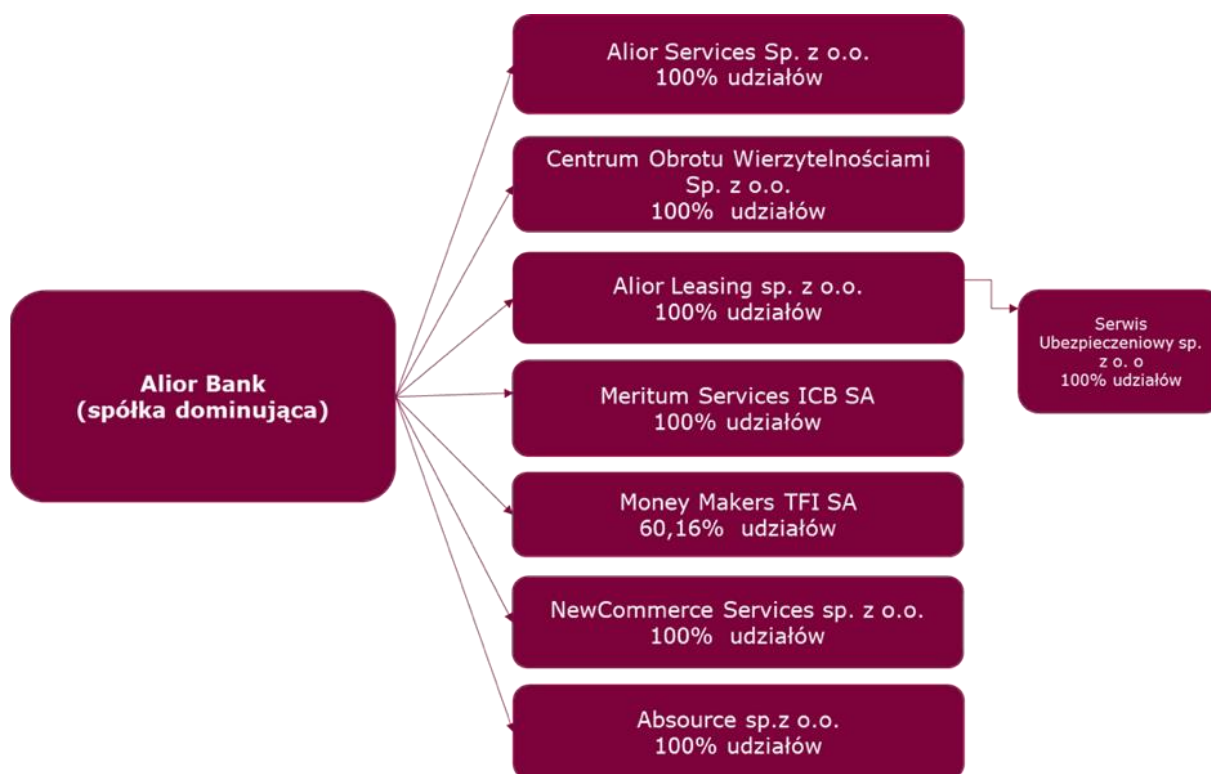 Alior Services Sp. z o.o.
100% udziałów
Centrum Obrotu Wierzytelnościami
Sp. z o.o.
100% udziałów
Alior Leasing sp. z o.o.
100% udziałów
Serwis
Ubezpieczeniowy sp.
z o. o
100% udziałów
Alior Bank
(spółka dominująca)
Meritum Services ICB SA
100% udziałów
Money Makers TFI SA
60,16% udziałów
NewCommerce Services sp. z o.o.
100% udziałów
Absource sp.z o.o.
100% udziałów